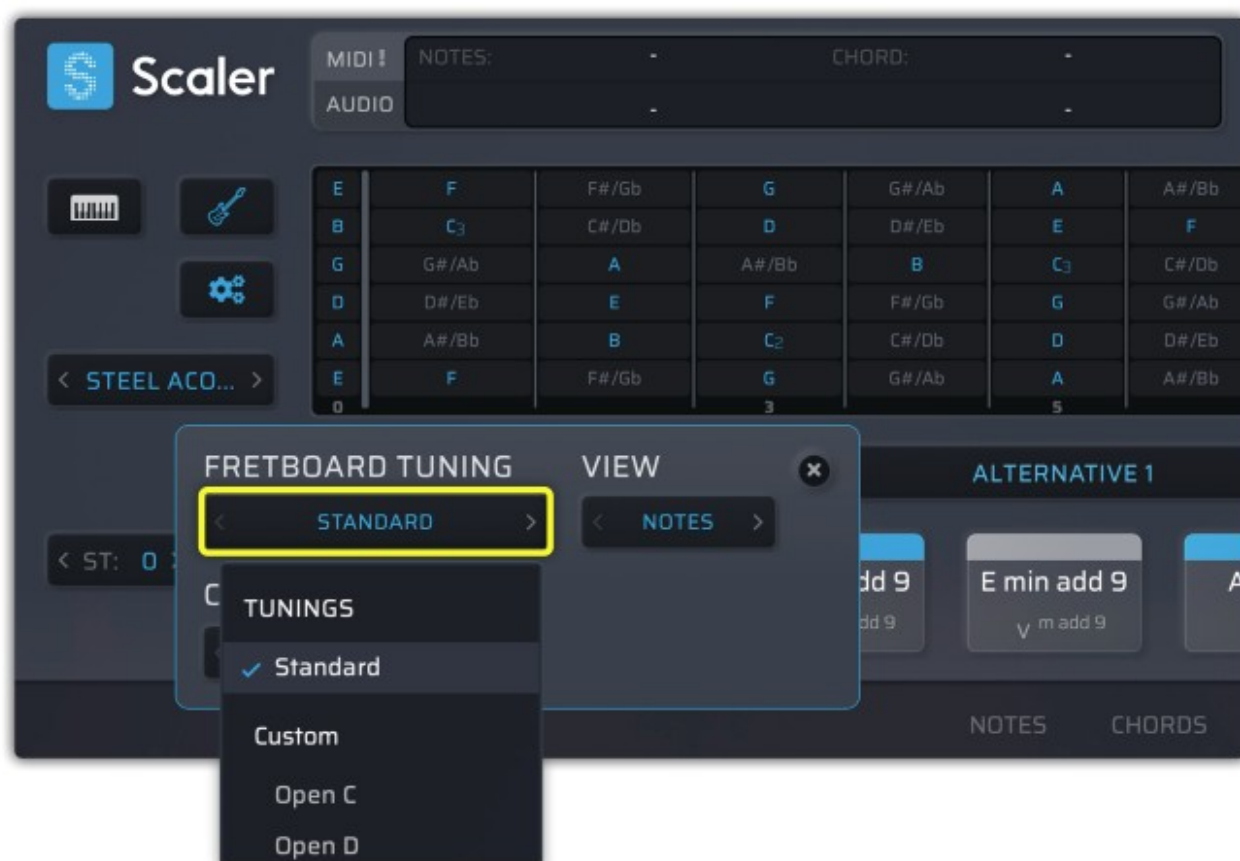 Scaler
MIDI NOTES: - CHORD: -
AUDIO - -
E F F#/Gb G G#/Ab A A#/Bb
B C3 C#/Db D D#/Eb E F
G G#/Ab A A#/Bb B C3 C#/Db
D D#/Eb E F F#/Gb G G#/Ab
A A#/Bb B C2 C#/Db D D#/Eb
E F F#/Gb G G#/Ab A A#/Bb
0 3 5
< STEEL ACO... >
FRETBOARD TUNING VIEW
< STANDARD > < NOTES >
ALTERNATIVE 1
< ST: 0
dd 9 E min add 9 A
dd 9 V m add 9
C
TUNINGS
Standard
Custom
Open C
Open D
NOTES CHORDS